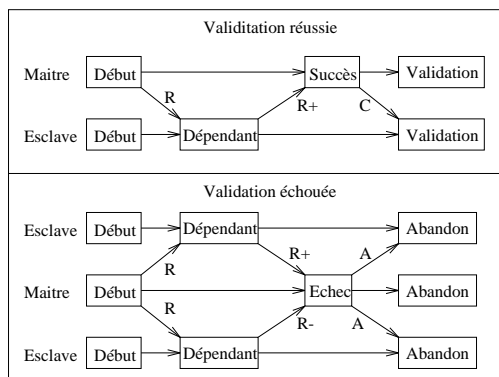 Validitation réussie
Maitre Début Succès Validation
R R+ C
Esclave Début Dépendant Validation
Validation échouée
Esclave Début Dépendant Abandon
R R+ A
Maitre Début Echec Abandon
R R- A
Esclave Début Dépendant Abandon